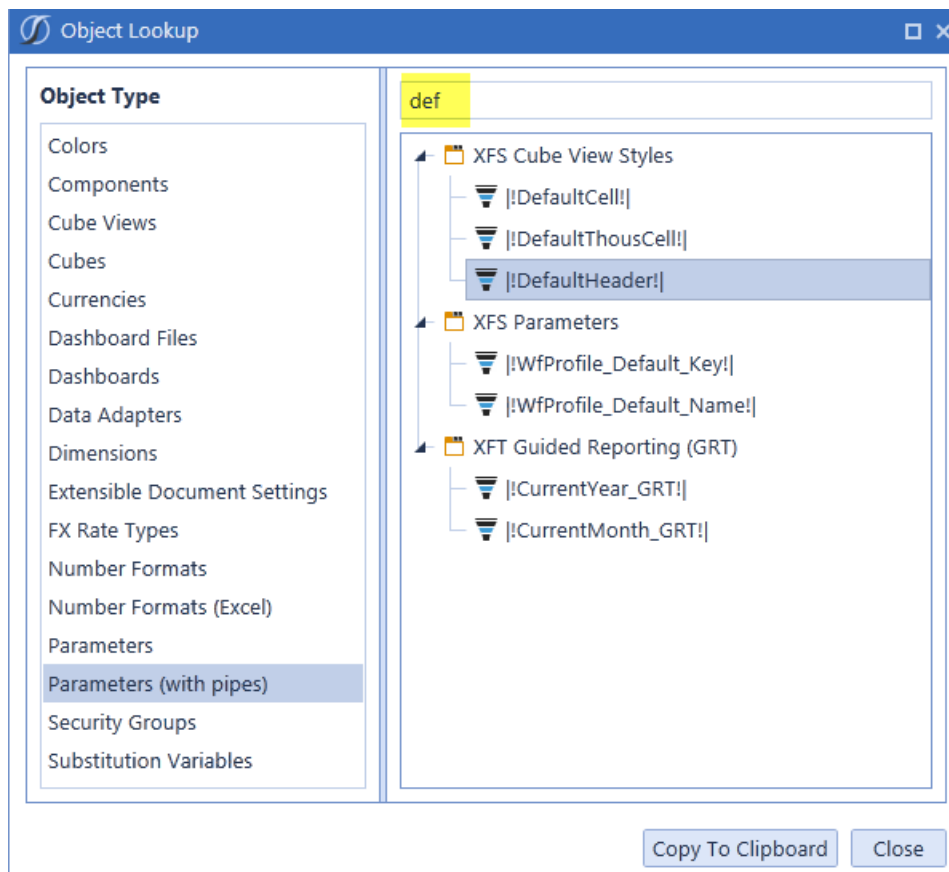 Object Lookup
Object Type
Colors
Components
Cube Views
Cubes
Currencies
Dashboard Files
Dashboards
Data Adapters
Dimensions
Extensible Document Settings
FX Rate Types
Number Formats
Number Formats (Excel)
Parameters
Parameters (with pipes)
Security Groups
Substitution Variables
def
XFS Cube View Styles
|!DefaultCell!|
|!DefaultThousCell!|
|!DefaultHeader!|
XFS Parameters
|!WfProfile_Default_Key!|
|!WfProfile_Default_Name!|
XFT Guided Reporting (GRT)
|!CurrentYear_GRT!|
|!CurrentMonth_GRT!|
Copy To Clipboard
Close